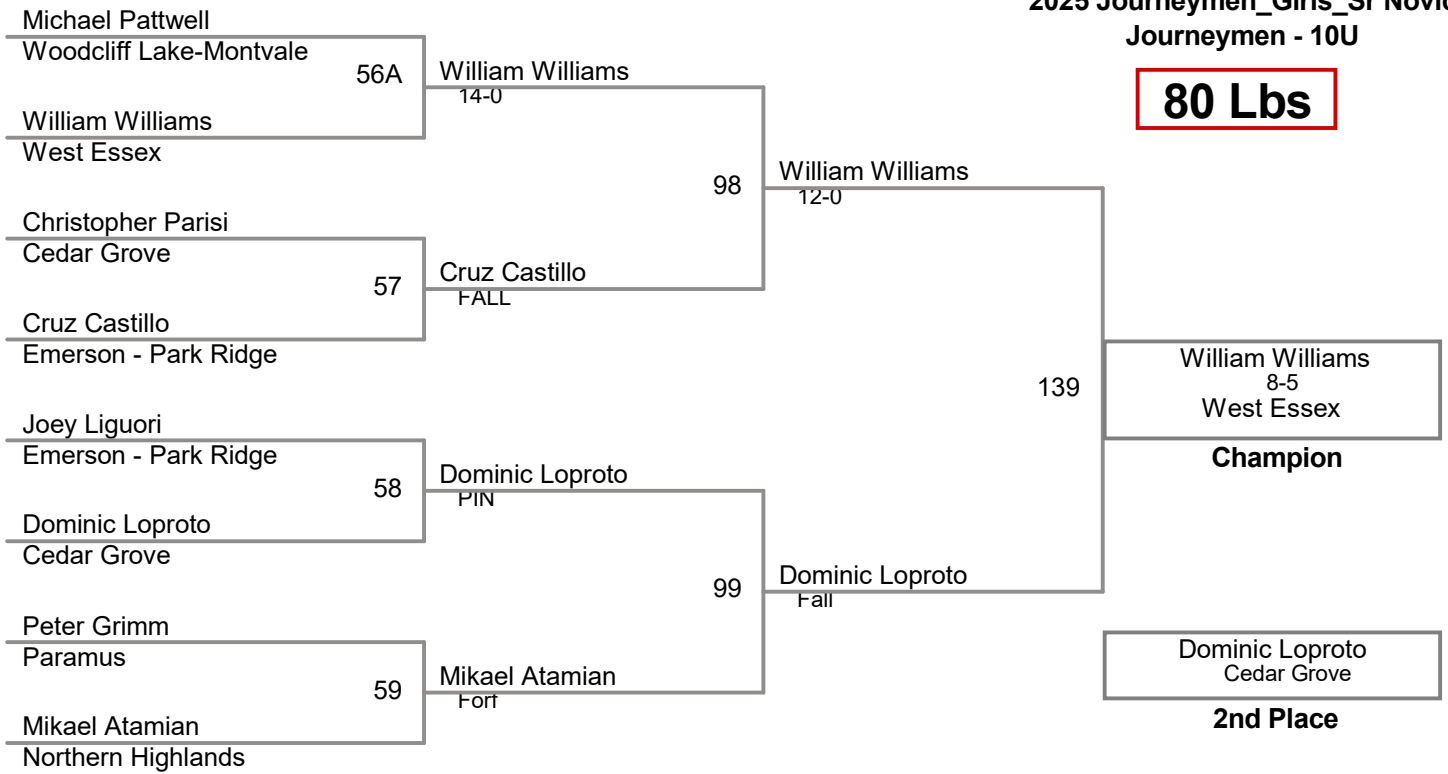 2025 Journeymen_Girls_Sr
Journeymen - 10U
80 Lbs
Michael Pattwell
Woodcliff Lake-Montvale
56A
William Williams
14-0
William Williams
West Essex
98
William Williams
12-0
Christopher Parisi
Cedar Grove
57
Cruz Castillo
FALL
Cruz Castillo
Emerson - Park Ridge
139
William Williams
8-5
West Essex
Champion
Joey Liguori
Emerson - Park Ridge
58
Dominic Loproto
PIN
Dominic Loproto
Cedar Grove
99
Dominic Loproto
Fall
Peter Grimm
Paramus
59
Mikael Atamian
Forf
Mikael Atamian
Northern Highlands
Dominic Loproto
Cedar Grove
2nd Place